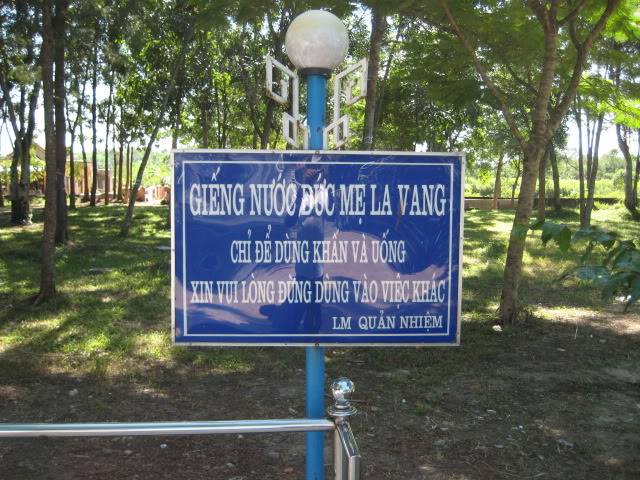 GIẾNG NƯỚC ĐỨC MẸ LA VANG
CHỈ ĐỂ DÙNG KHẤN VÀ UỐNG
XIN VUI LÒNG ĐỪNG DÙNG VÀO VIỆC KHÁC
LM QUẢN NHIỆM